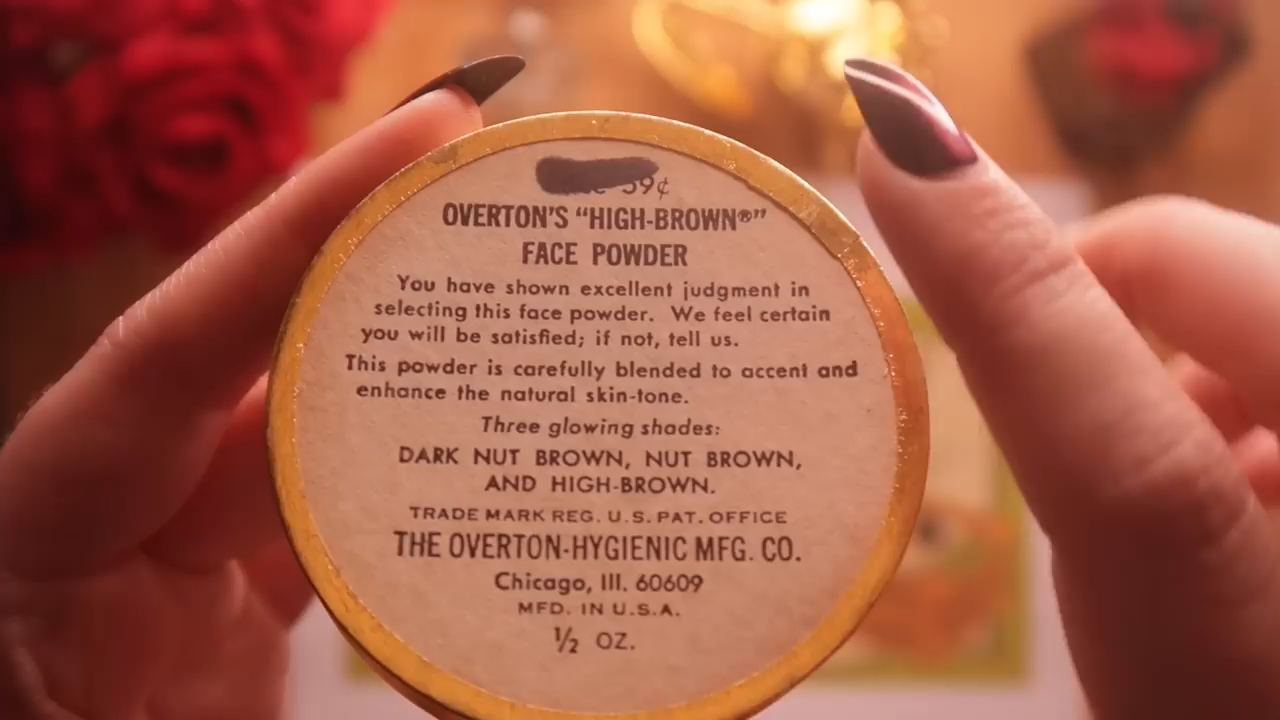 59¢
OVERTON'S "HIGH-BROWN®"
FACE POWDER
You have shown excellent judgment in
selecting this face powder. We feel certain
you will be satisfied; if not, tell us.
This powder is carefully blended to accent and
enhance the natural skin-tone.
Three glowing shades:
DARK NUT BROWN, NUT BROWN,
AND HIGH-BROWN.
TRADE MARK REG. U.S. PAT. OFFICE
THE OVERTON-HYGIENIC MFG. CO.
Chicago, Ill. 60609
MFD. IN U.S.A.
½ OZ.